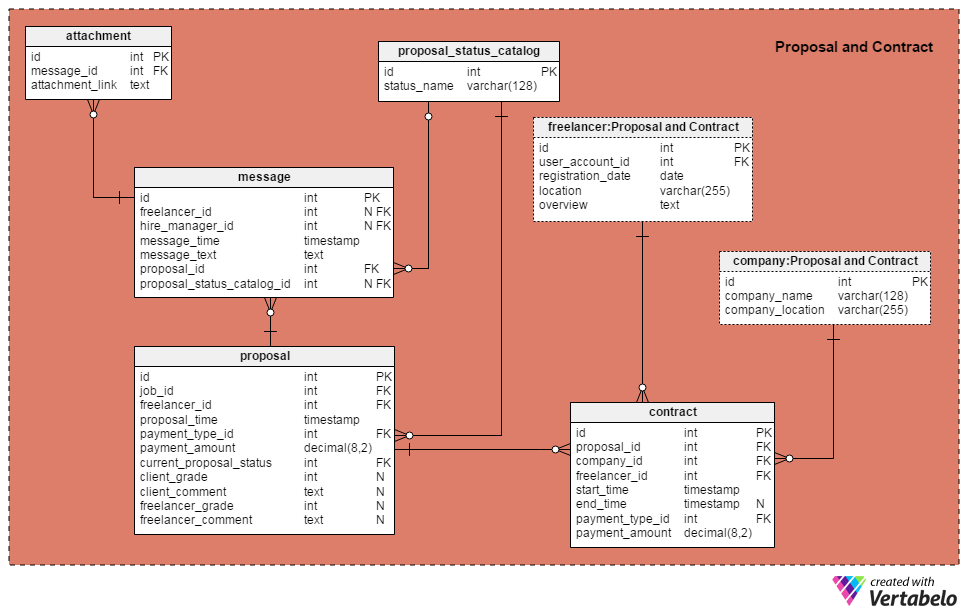 Proposal and Contract
attachment
id int PK
message_id int FK
attachment_link text
proposal_status_catalog
id int PK
status_name varchar(128)
freelancer:Proposal and Contract
id int PK
user_account_id int FK
registration_date date
location varchar(255)
overview text
message
id int PK
freelancer_id int N FK
hire_manager_id int N FK
message_time timestamp
message_text text
proposal_id int FK
proposal_status_catalog_id int N FK
company:Proposal and Contract
id int PK
company_name varchar(128)
company_location varchar(255)
proposal
id int PK
job_id int FK
freelancer_id int FK
proposal_time timestamp
payment_type_id int FK
payment_amount decimal(8,2)
current_proposal_status int FK
client_grade int N
client_comment text N
freelancer_grade int N
freelancer_comment text N
contract
id int PK
proposal_id int FK
company_id int FK
freelancer_id int FK
start_time timestamp
end_time timestamp N
payment_type_id int FK
payment_amount decimal(8,2)
created with
Vertabelo